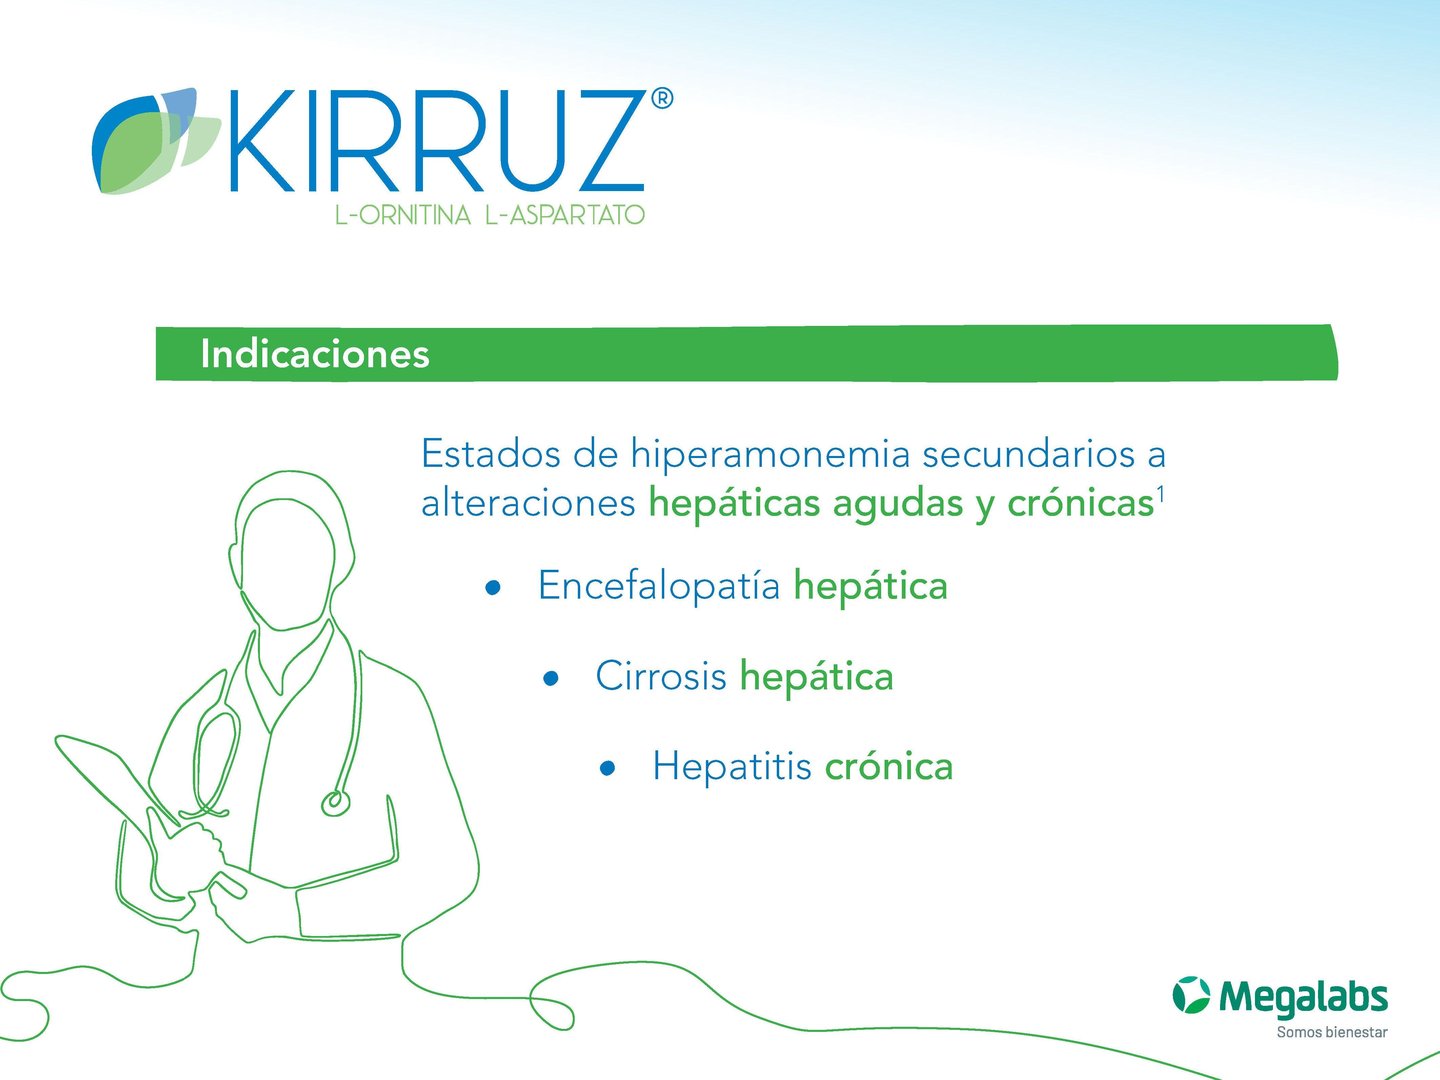 KIRRUZ®
L-ORNITINA L-ASPARTATO
Indicaciones
Estados de hiperamonemia secundarios a
alteraciones hepáticas agudas y crónicas¹
• Encefalopatía hepática
• Cirrosis hepática
• Hepatitis crónica
Megalabs
Somos bienestar